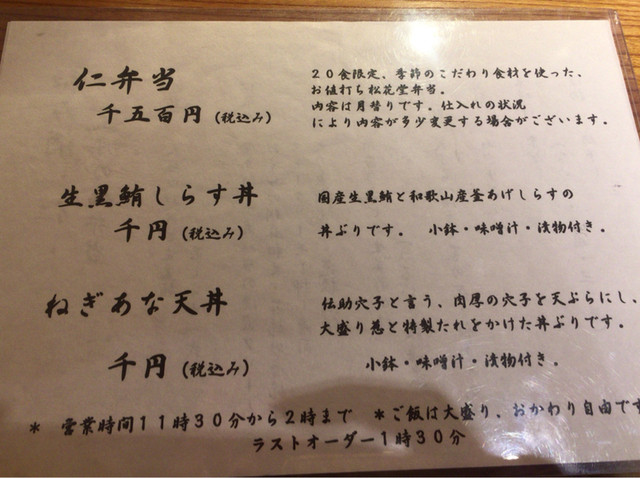 仁弁当
千五百円(税込み)
20食限定、季節のこだわり食材を使った、
お値打ち松花堂弁当。
内容は月替りです。仕入れの状況
により内容が多少変更する場合がございます。
生黒鮪しらす丼
千円(税込み)
国産生黒鮪と和歌山産釜あげしらすの
丼ぶりです。 小鉢・味噌汁・漬物付き。
ねぎあな天丼
千円(税込み)
伝助穴子と言う、肉厚の穴子を天ぷらにし、
大盛り葱と特製たれをかけた丼ぶりです。
小鉢・味噌汁・漬物付き。
* 営業時間11時30分から2時まで *ご飯は大盛り、おかわり自由です
ラストオーダー1時30分